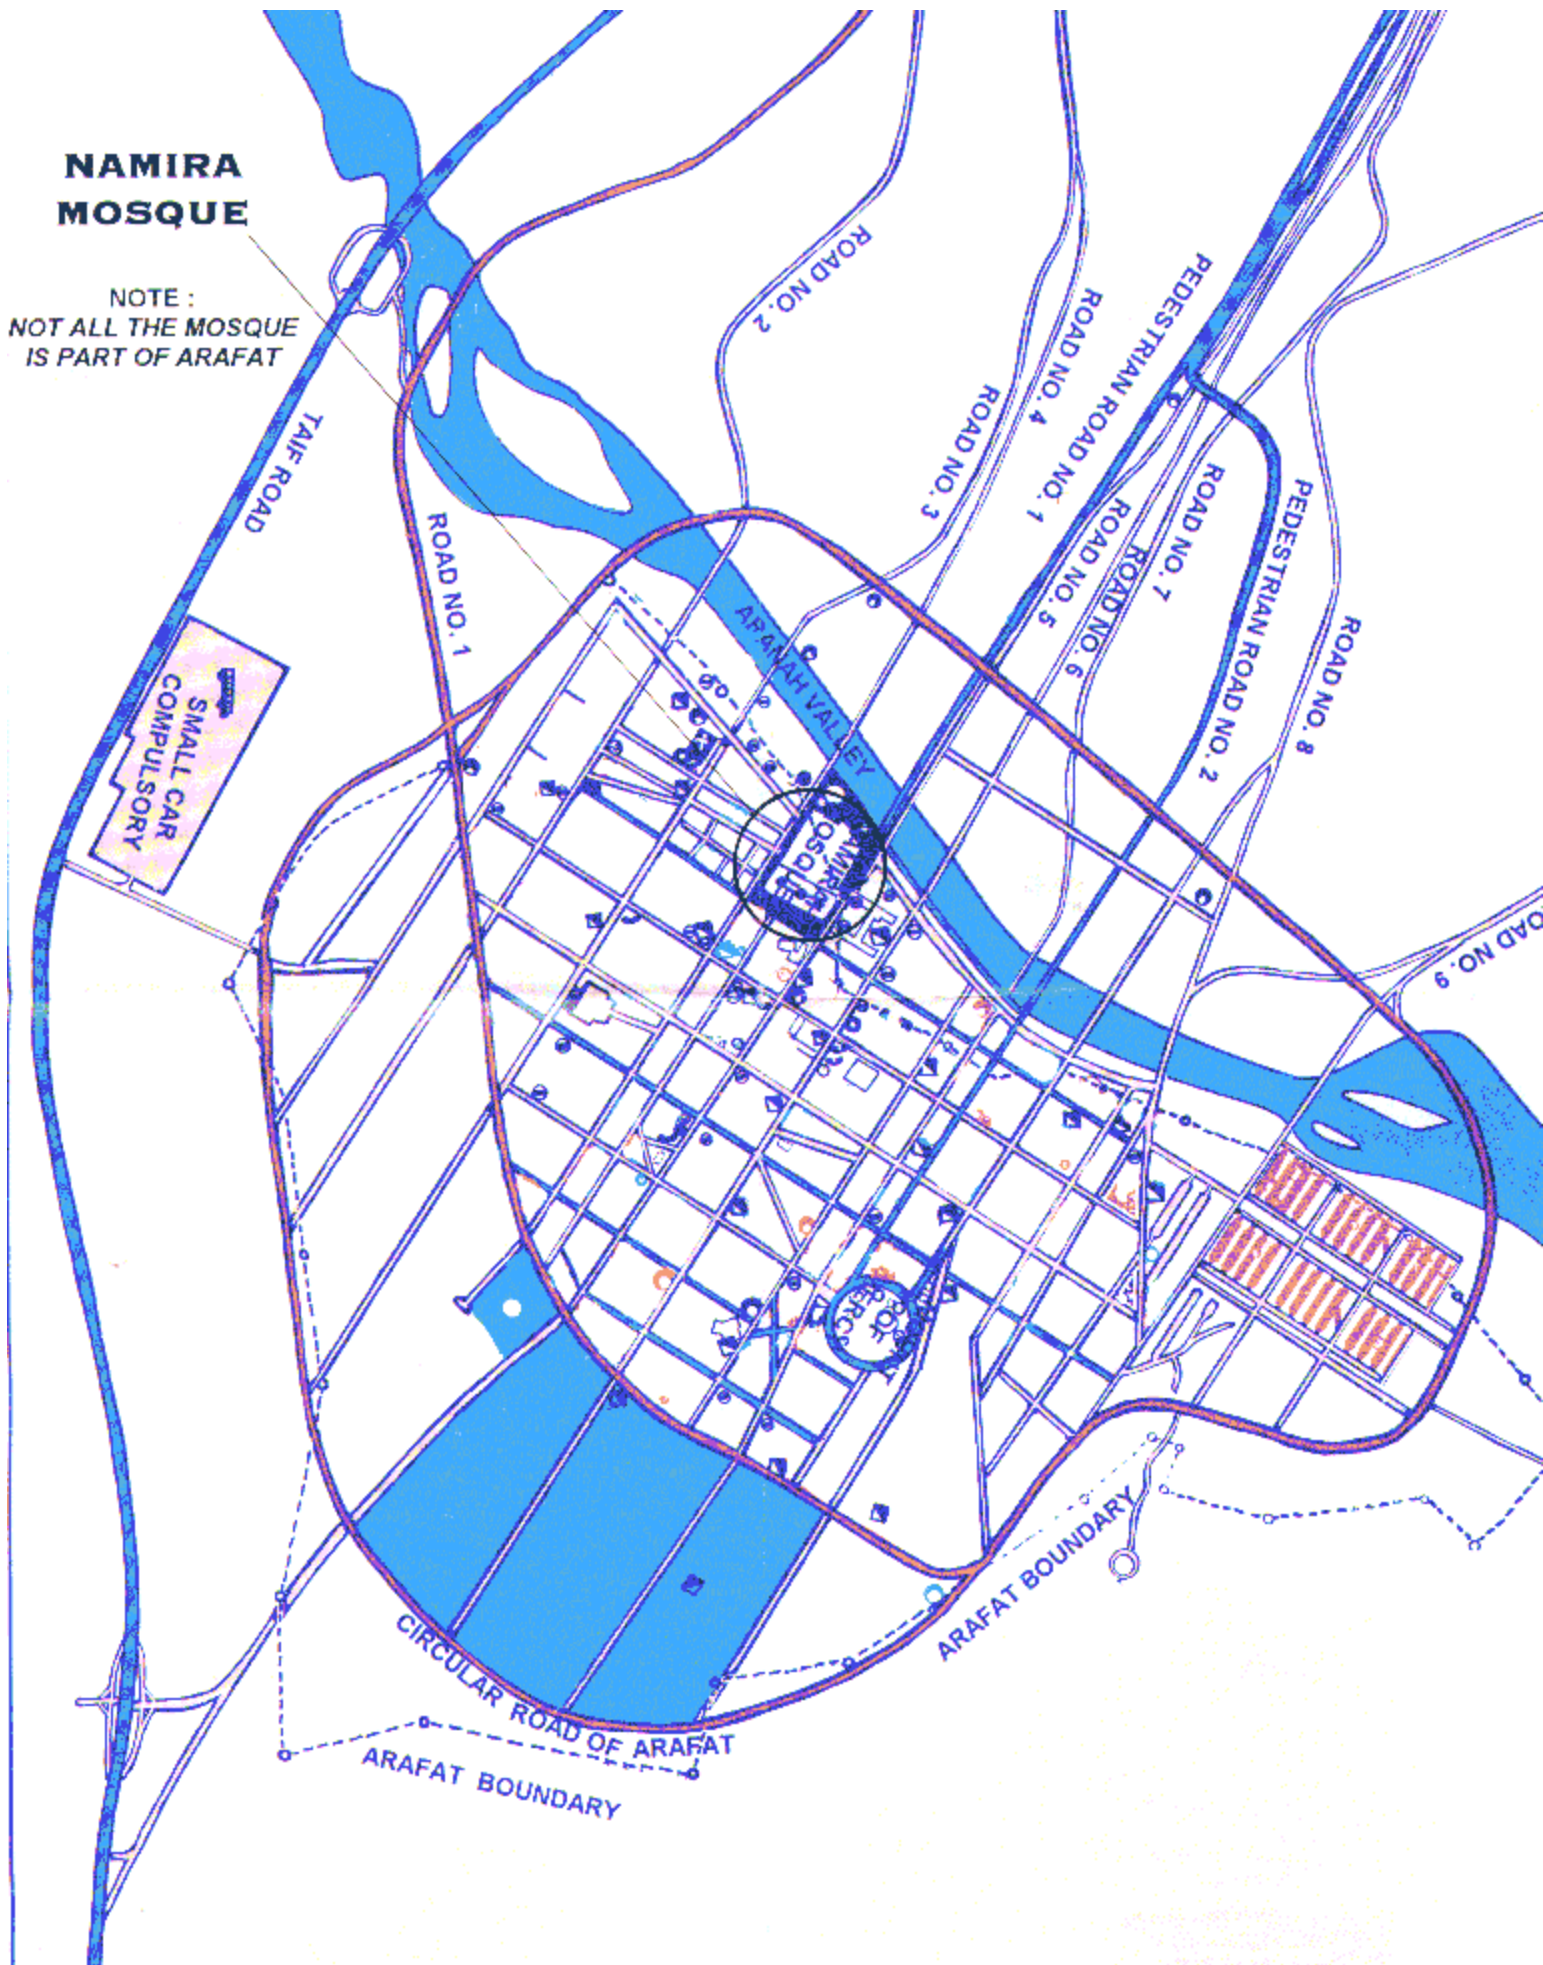 NAMIRA
MOSQUE
NOTE :
NOT ALL THE MOSQUE
IS PART OF ARAFAT
TAIF ROAD
ROAD NO. 1
ROAD NO. 2
ROAD NO. 3
ROAD NO. 4
PEDESTRIAN ROAD NO. 1
ROAD NO. 5
ROAD NO. 6
ROAD NO. 7
PEDESTRIAN ROAD NO. 2
ROAD NO. 8
OAD NO. 9
SMALL CAR
COMPULSORY
ARANAH VALLEY
CIRCULAR ROAD OF ARAFAT
ARAFAT BOUNDARY
ARAFAT BOUNDARY